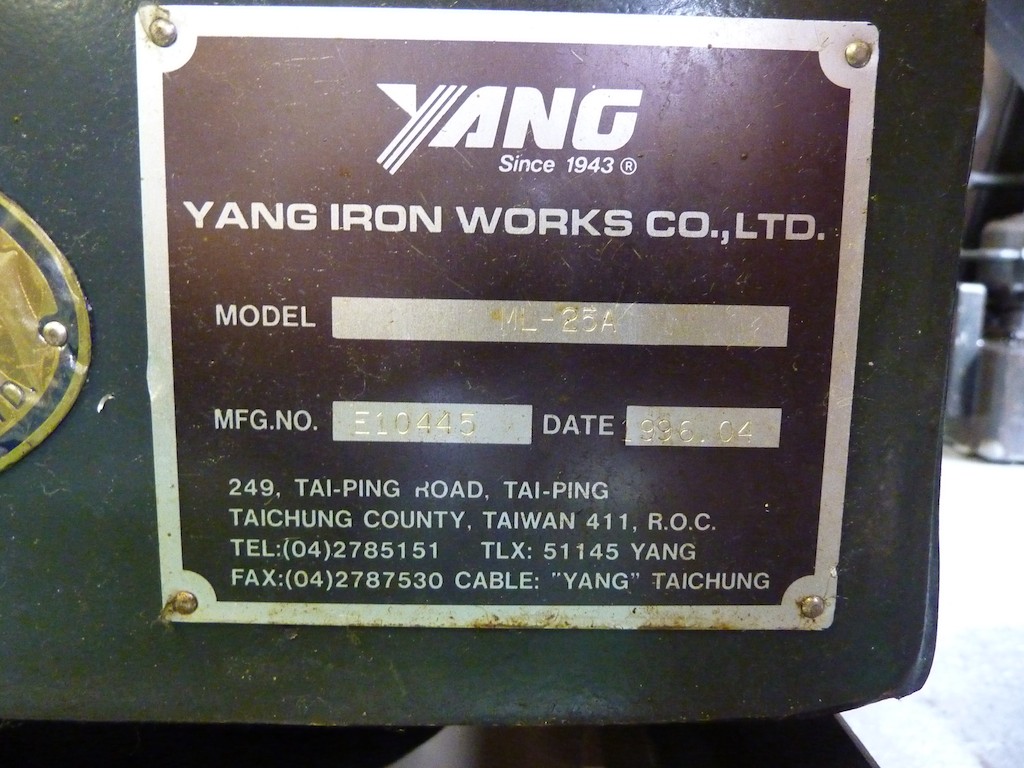 YANG
Since 1943 ®
YANG IRON WORKS CO., LTD.
MODEL ML-25A
MFG.NO. E10445 DATE 1996.04
249, TAI-PING ROAD, TAI-PING
TAICHUNG COUNTY, TAIWAN 411, R.O.C.
TEL:(04)2785151 TLX: 51145 YANG
FAX:(04)2787530 CABLE: "YANG" TAICHUNG